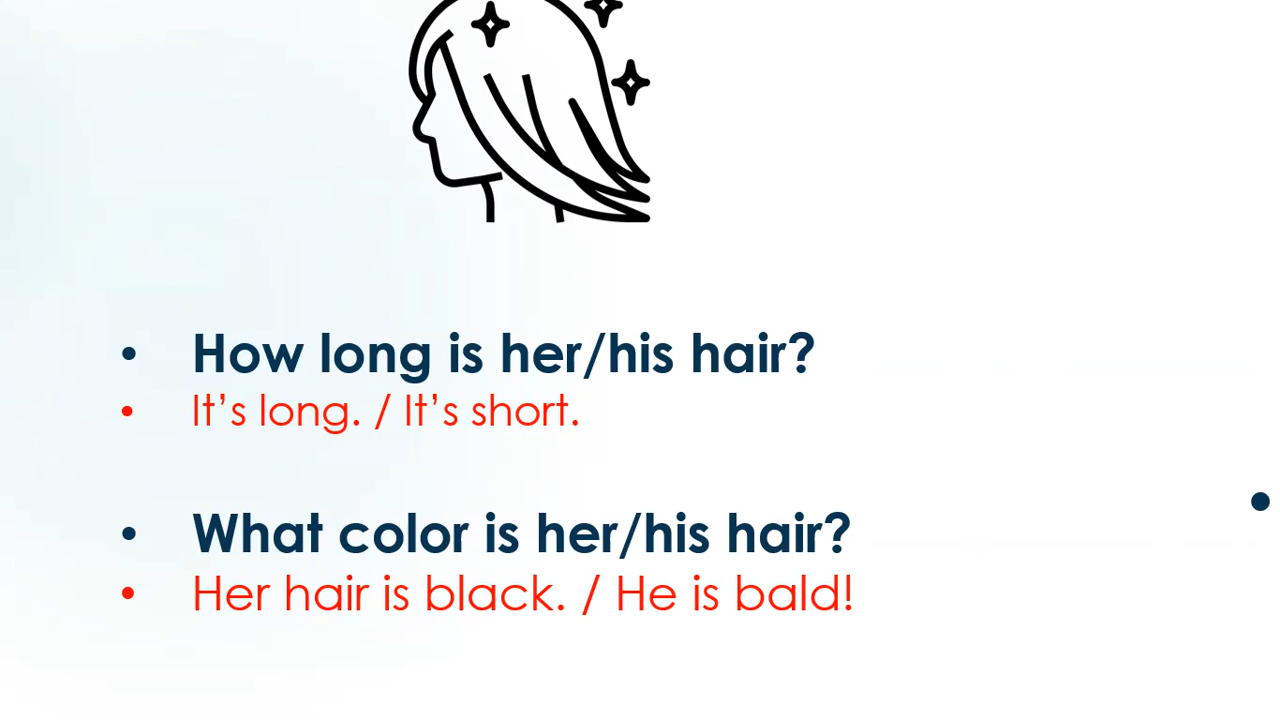 • How long is her/his hair?
• It’s long. / It’s short.
• What color is her/his hair?
• Her hair is black. / He is bald!